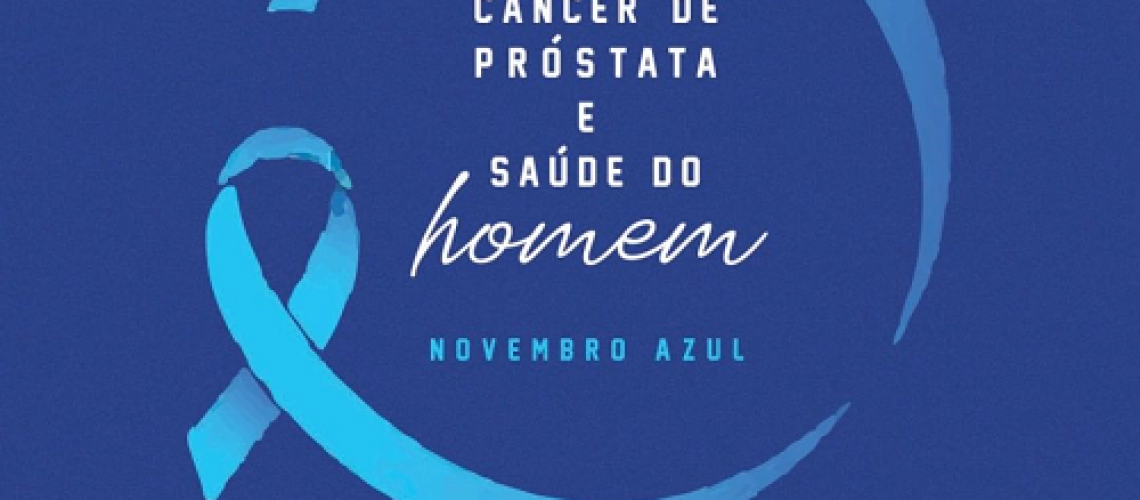 CÂNCER DE
PRÓSTATA
E
SAÚDE DO
homem
NOVEMBRO AZUL